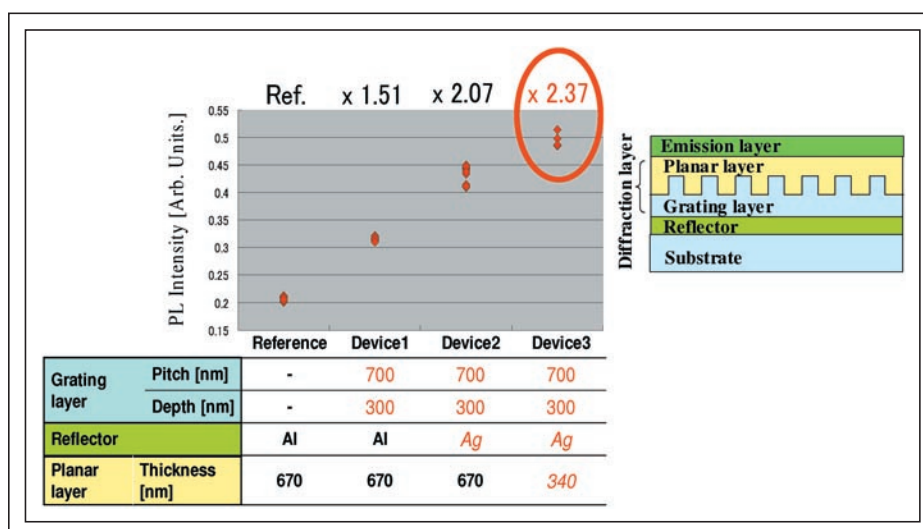 Ref. x 1.51 x 2.07 x 2.37
PL Intensity [Arb. Units.]
0.55
0.5
0.45
0.4
0.35
0.3
0.25
0.2
0.15
Reference Device1 Device2 Device3
Diffraction layer
Emission layer
Planar layer
Grating layer
Reflector
Substrate
Grating layer Pitch [nm] - 700 700 700
Depth [nm] - 300 300 300
Reflector Al Al Ag Ag
Planar layer Thickness [nm] 670 670 670 340